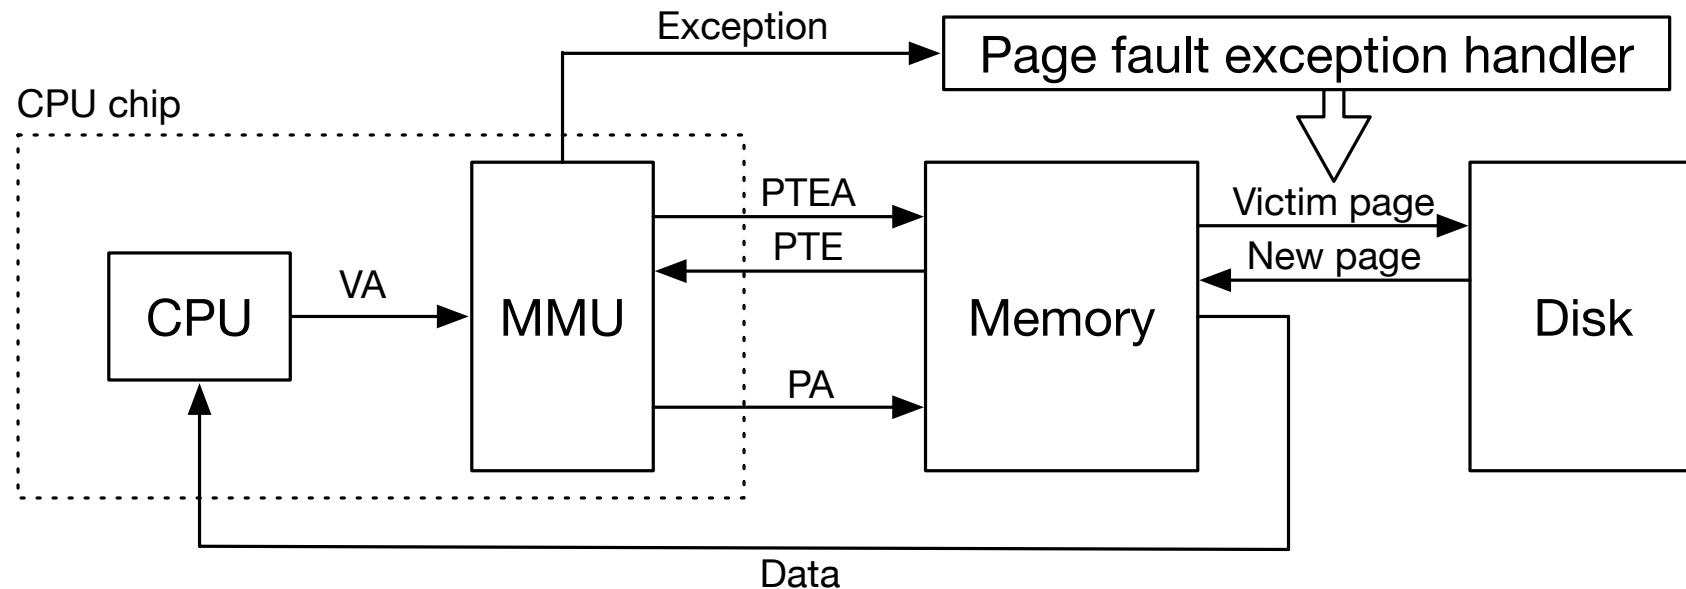 Exception
Page fault exception handler
CPU chip
PTEA
Victim page
PTE
New page
VA
CPU
MMU
Memory
Disk
PA
Data